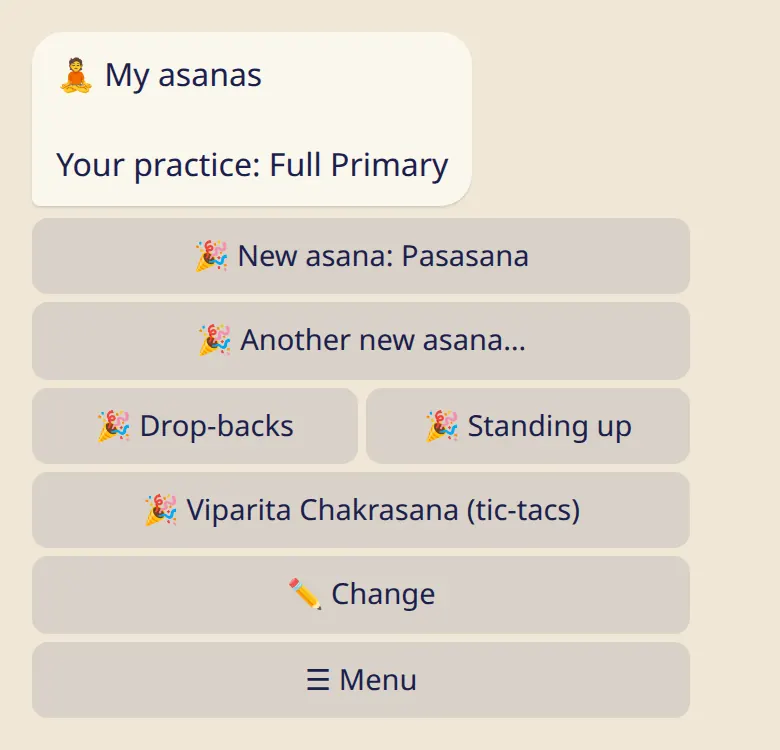 🧘 My asanas
Your practice: Full Primary
🎉 New asana: Pasasana
🎉 Another new asana...
🎉 Drop-backs
🎉 Standing up
🎉 Viparita Chakrasana (tic-tacs)
✏️ Change
☰ Menu